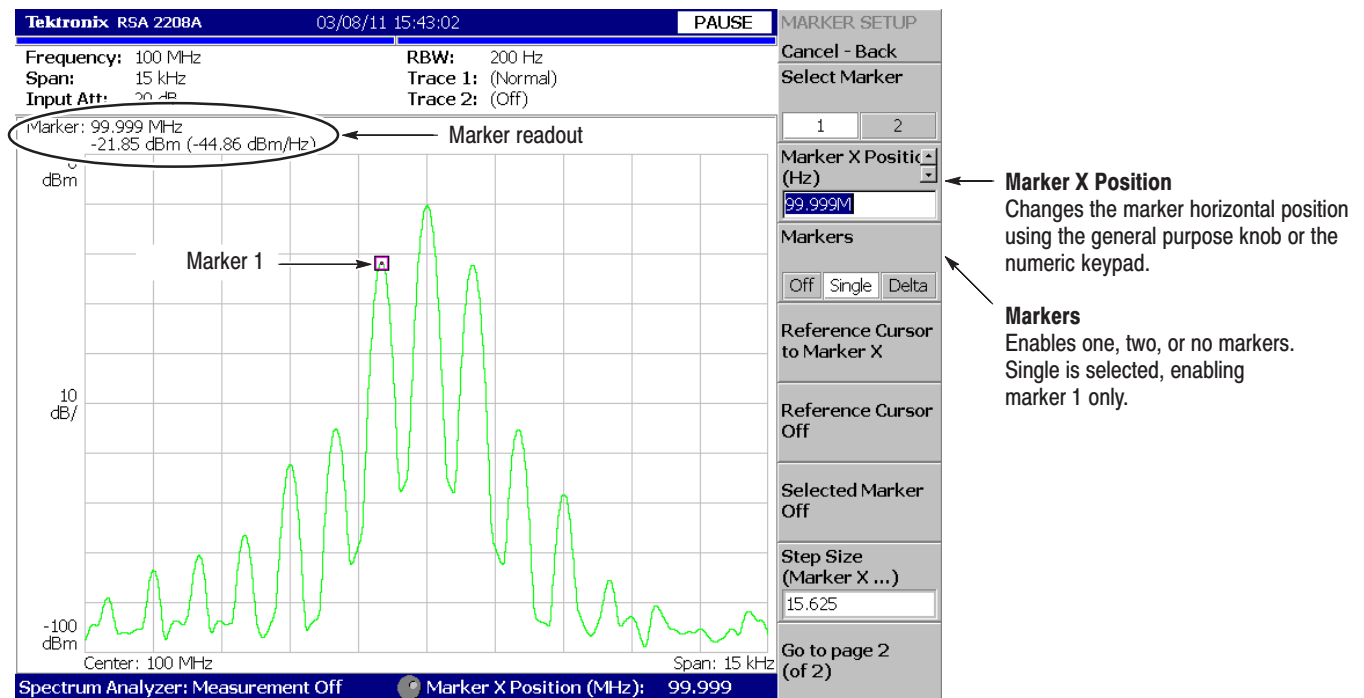 Tektronix RSA 2208A 03/08/11 15:43:02 PAUSE
Frequency: 100 MHz
Span: 15 kHz
Input Att: 20 dB
RBW: 200 Hz
Trace 1: (Normal)
Trace 2: (Off)
Marker: 99.999 MHz
-21.85 dBm (-44.86 dBm/Hz)
Marker readout
0
dBm
Marker 1
10
dB/
-100
dBm
Center: 100 MHz
Span: 15 kHz
Spectrum Analyzer: Measurement Off
Marker X Position (MHz): 99.999
MARKER SETUP
Cancel - Back
Select Marker
1 2
Marker X Positic
(Hz)
99.999M
Markers
Off Single Delta
Reference Cursor
to Marker X
Reference Cursor
Off
Selected Marker
Off
Step Size
(Marker X ...)
15.625
Go to page 2
(of 2)
Marker X Position
Changes the marker horizontal position
using the general purpose knob or the
numeric keypad.
Markers
Enables one, two, or no markers.
Single is selected, enabling
marker 1 only.